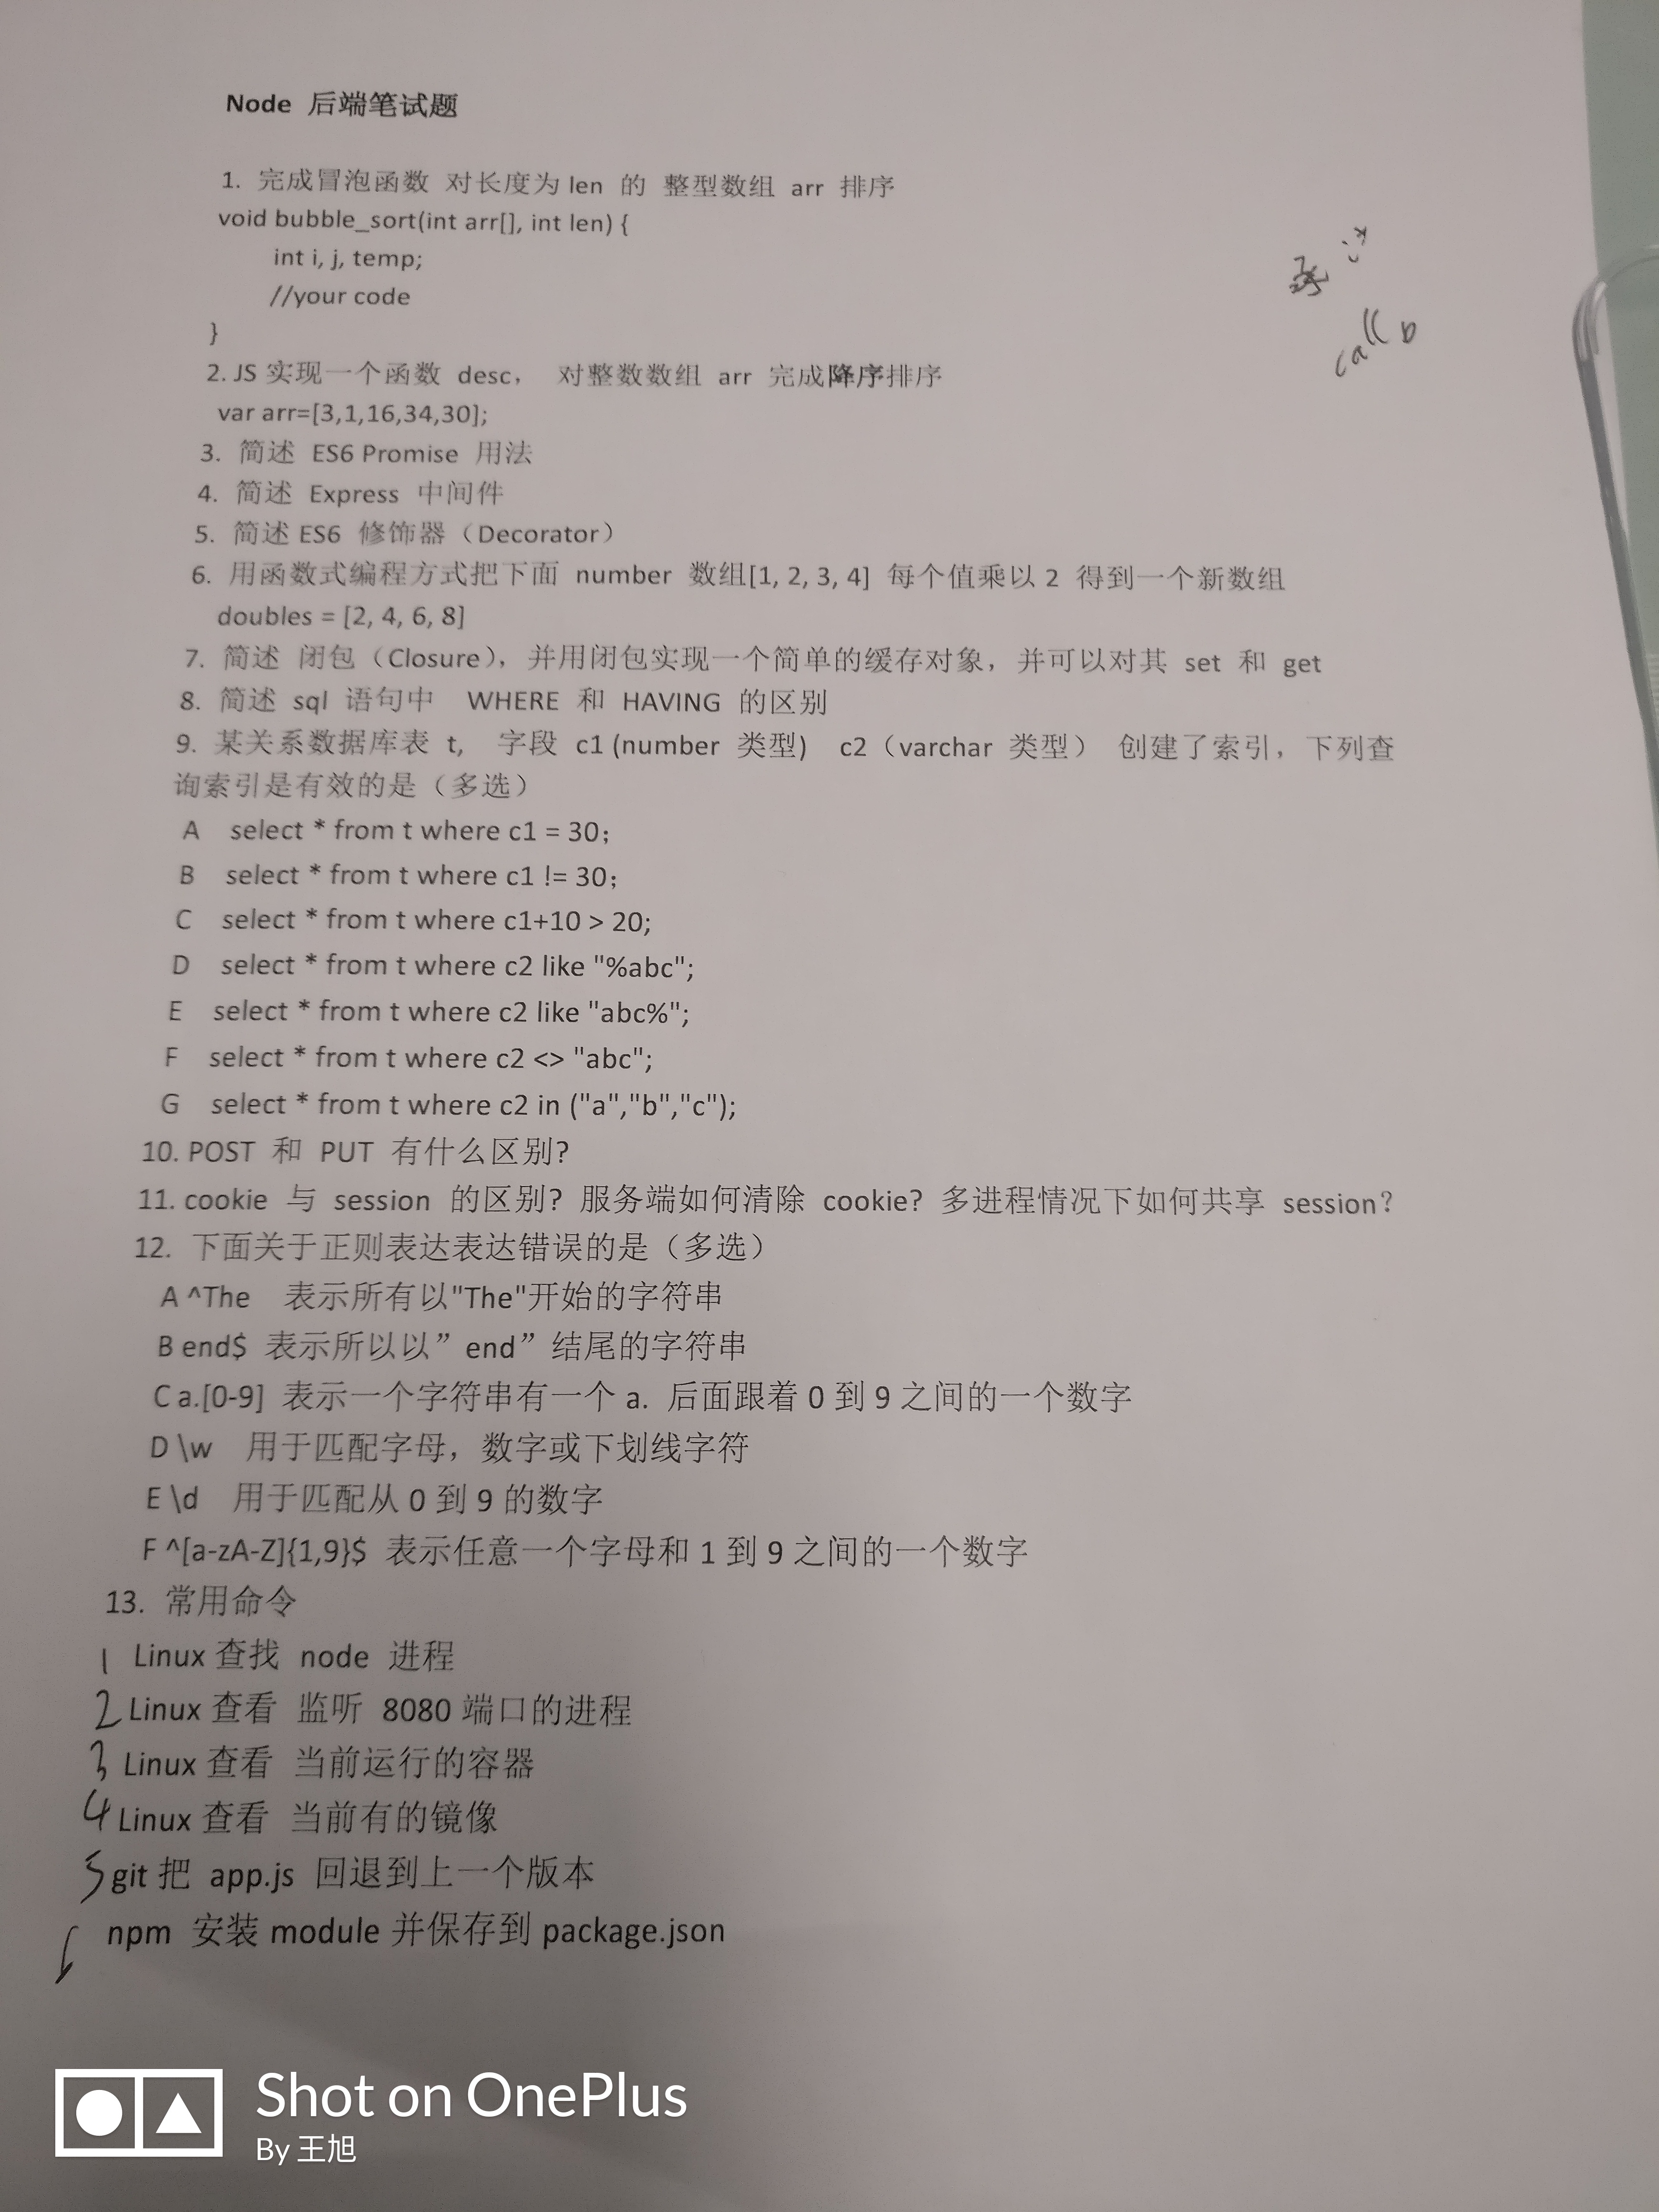 Node 后端笔试题
1. 完成冒泡函数 对长度为 len 的 整型数组 arr 排序
void bubble_sort(int arr[], int len) {
int i, j, temp;
//your code
}
2. JS 实现一个函数 desc， 对整数数组 arr 完成降序排序
var arr=[3,1,16,34,30];
3. 简述 ES6 Promise 用法
4. 简述 Express 中间件
5. 简述 ES6 修饰器（Decorator）
6. 用函数式编程方式把下面 number 数组[1, 2, 3, 4] 每个值乘以 2 得到一个新数组
doubles = [2, 4, 6, 8]
7. 简述 闭包（Closure），并用闭包实现一个简单的缓存对象，并可以对其 set 和 get
8. 简述 sql 语句中 WHERE 和 HAVING 的区别
9. 某关系数据库表 t, 字段 c1 (number 类型) c2（varchar 类型） 创建了索引，下列查
询索引是有效的是（多选）
A select * from t where c1 = 30；
B select * from t where c1 != 30；
C select * from t where c1+10 > 20;
D select * from t where c2 like "%abc";
E select * from t where c2 like "abc%";
F select * from t where c2 <> "abc";
G select * from t where c2 in ("a","b","c");
10. POST 和 PUT 有什么区别？
11. cookie 与 session 的区别？服务端如何清除 cookie？多进程情况下如何共享 session？
12. 下面关于正则表达表达错误的是（多选）
A ^The 表示所有以"The"开始的字符串
B end$ 表示所以以” end” 结尾的字符串
C a.[0-9] 表示一个字符串有一个 a. 后面跟着 0 到 9 之间的一个数字
D \w 用于匹配字母，数字或下划线字符
E \d 用于匹配从 0 到 9 的数字
F ^[a-zA-Z]{1,9}$ 表示任意一个字母和 1 到 9 之间的一个数字
13. 常用命令
1 Linux 查找 node 进程
2 Linux 查看 监听 8080 端口的进程
3 Linux 查看 当前运行的容器
4 Linux 查看 当前有的镜像
5 git 把 app.js 回退到上一个版本
npm 安装 module 并保存到 package.json
call b
Shot on OnePlus
By 王旭